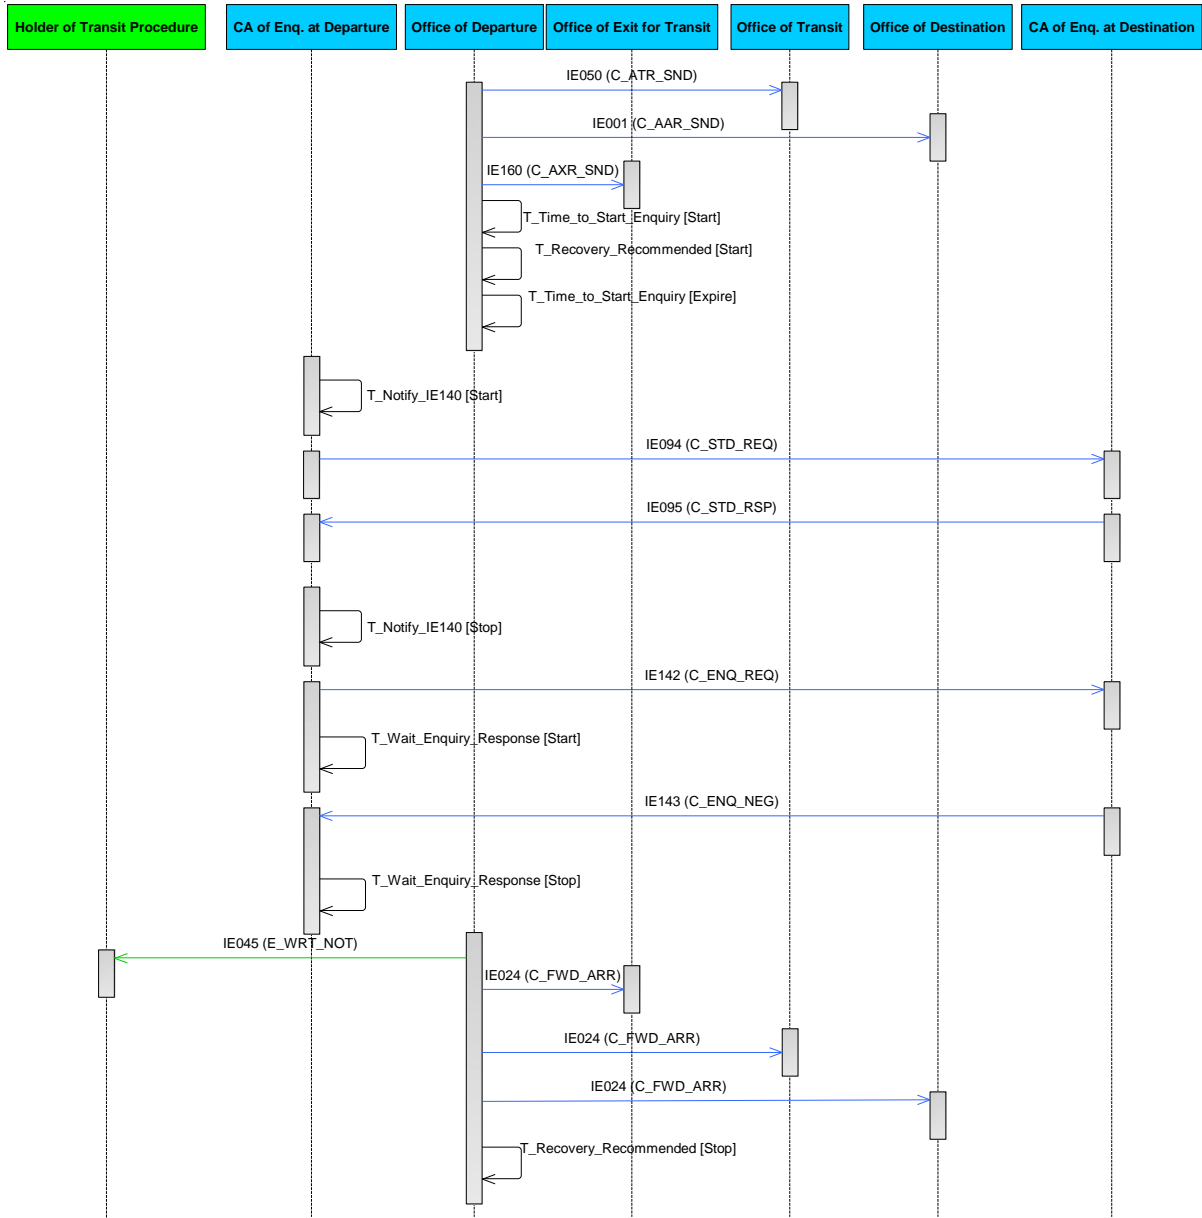 Holder of Transit Procedure
CA of Enq. at Departure
Office of Departure
Office of Exit for Transit
Office of Transit
Office of Destination
CA of Enq. at Destination
IE050 (C_ATR_SND)
IE001 (C_AAR_SND)
IE160 (C_AXR_SND)
T_Time_to_Start_Enquiry [Start]
T_Recovery_Recommended [Start]
T_Time_to_Start_Enquiry [Expire]
T_Notify_IE140 [Start]
IE094 (C_STD_REQ)
IE095 (C_STD_RSP)
T_Notify_IE140 [Stop]
IE142 (C_ENQ_REQ)
T_Wait_Enquiry_Response [Start]
IE143 (C_ENQ_NEG)
T_Wait_Enquiry_Response [Stop]
IE045 (E_WRT_NOT)
IE024 (C_FWD_ARR)
IE024 (C_FWD_ARR)
IE024 (C_FWD_ARR)
T_Recovery_Recommended [Stop]